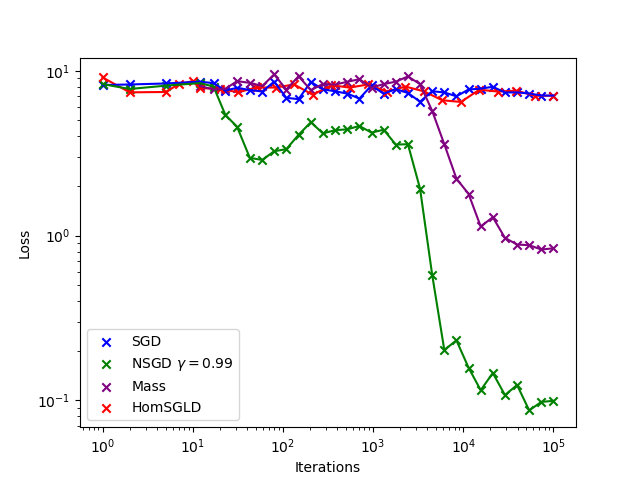 10¹
10⁰
10⁻¹
Loss
SGD
NSGD γ = 0.99
Mass
HomSGLD
10⁰ 10¹ 10² 10³ 10⁴ 10⁵
Iterations